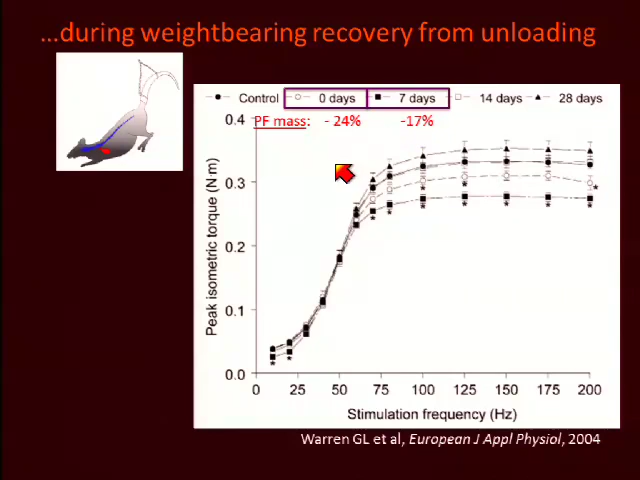 ...during weightbearing recovery from unloading
Control 0 days 7 days 14 days 28 days
PF mass: - 24% -17%
0.4
0.3
0.2
0.1
0.0
Peak isometric torque (N·m)
0 25 50 75 100 125 150 175 200
Stimulation frequency (Hz)
Warren GL et al, European J Appl Physiol, 2004